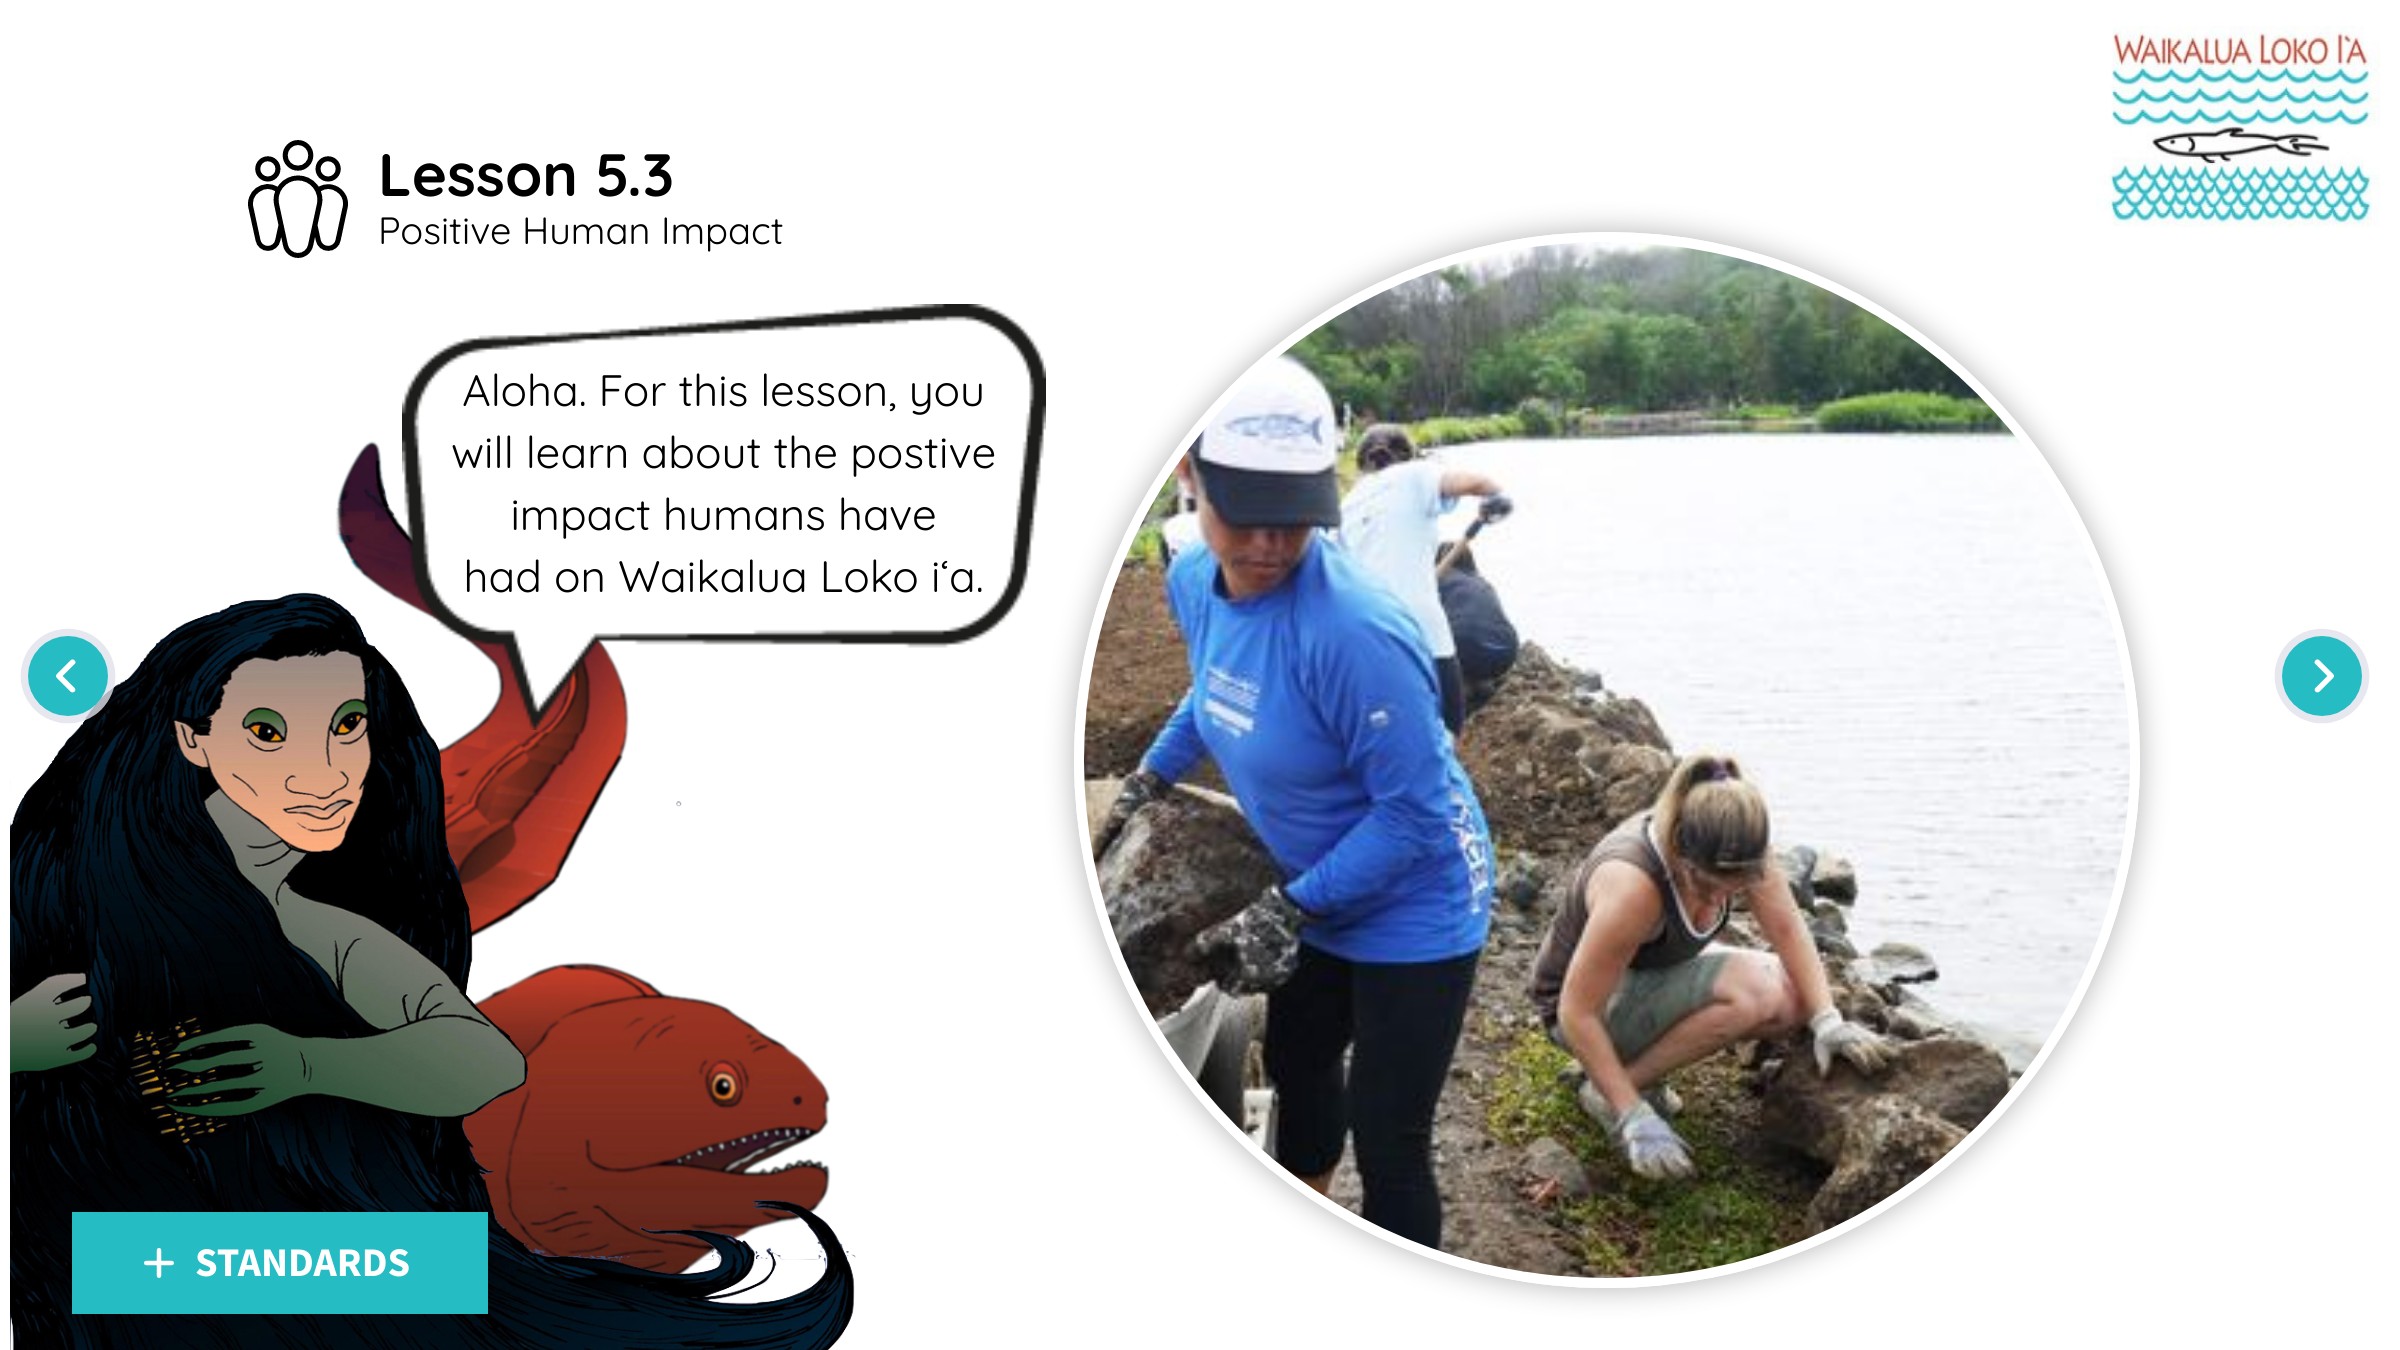 WAIKALUA LOKO I'A
Lesson 5.3
Positive Human Impact
Aloha. For this lesson, you
will learn about the postive
impact humans have
had on Waikalua Loko iʻa.
+ STANDARDS